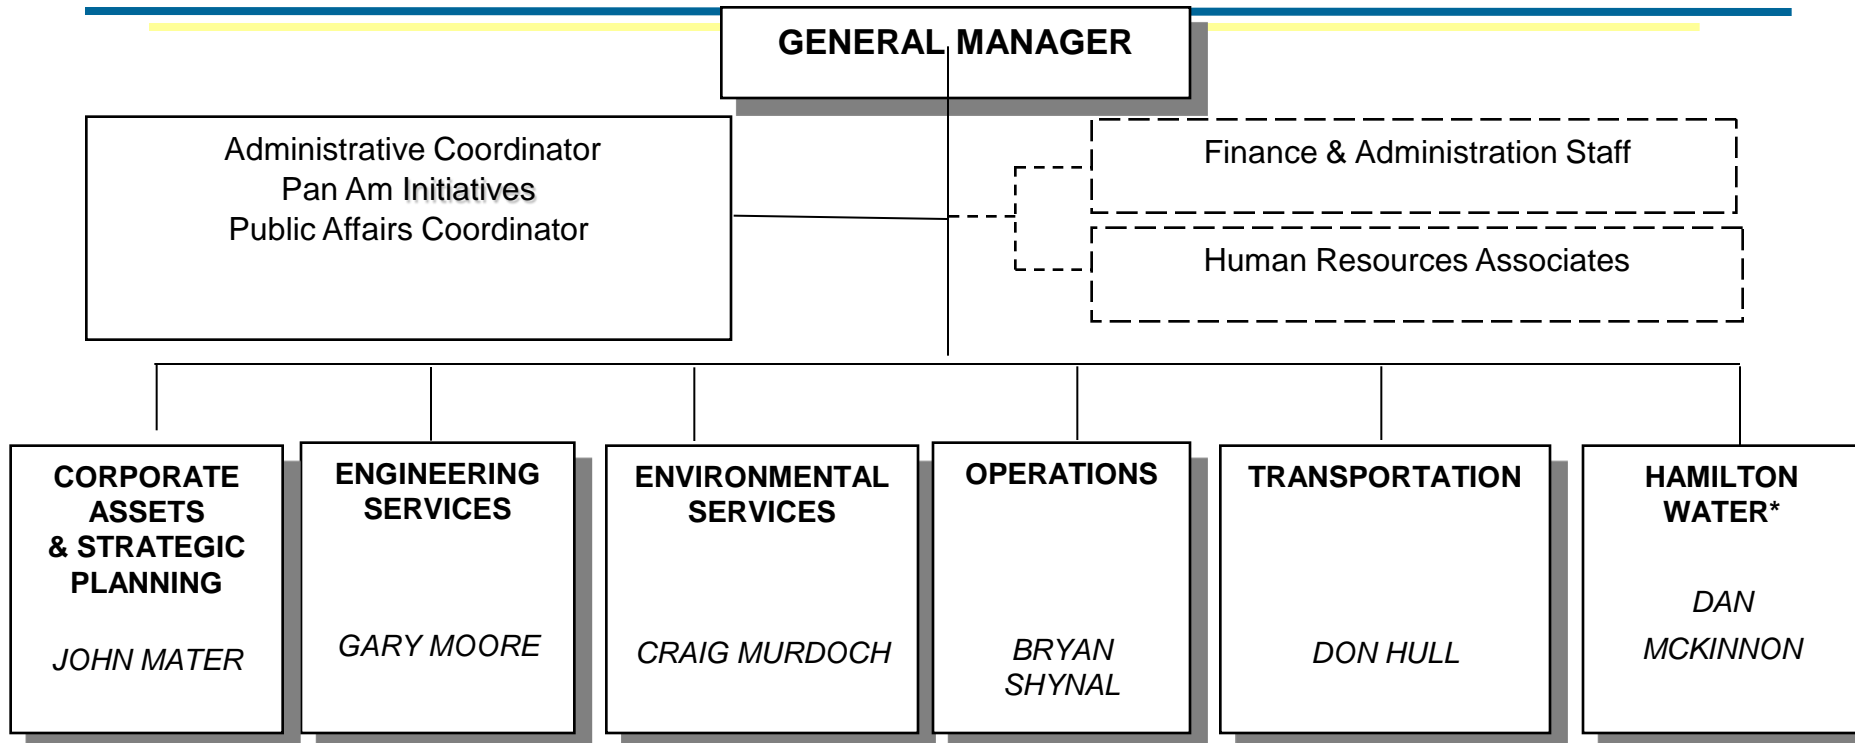 GENERAL MANAGER
Administrative Coordinator
Pan Am Initiatives
Public Affairs Coordinator
Finance & Administration Staff
Human Resources Associates
CORPORATE
ASSETS
& STRATEGIC
PLANNING
JOHN MATER
ENGINEERING
SERVICES
GARY MOORE
ENVIRONMENTAL
SERVICES
CRAIG MURDOCH
OPERATIONS
BRYAN
SHYNAL
TRANSPORTATION
DON HULL
HAMILTON
WATER*
DAN
MCKINNON